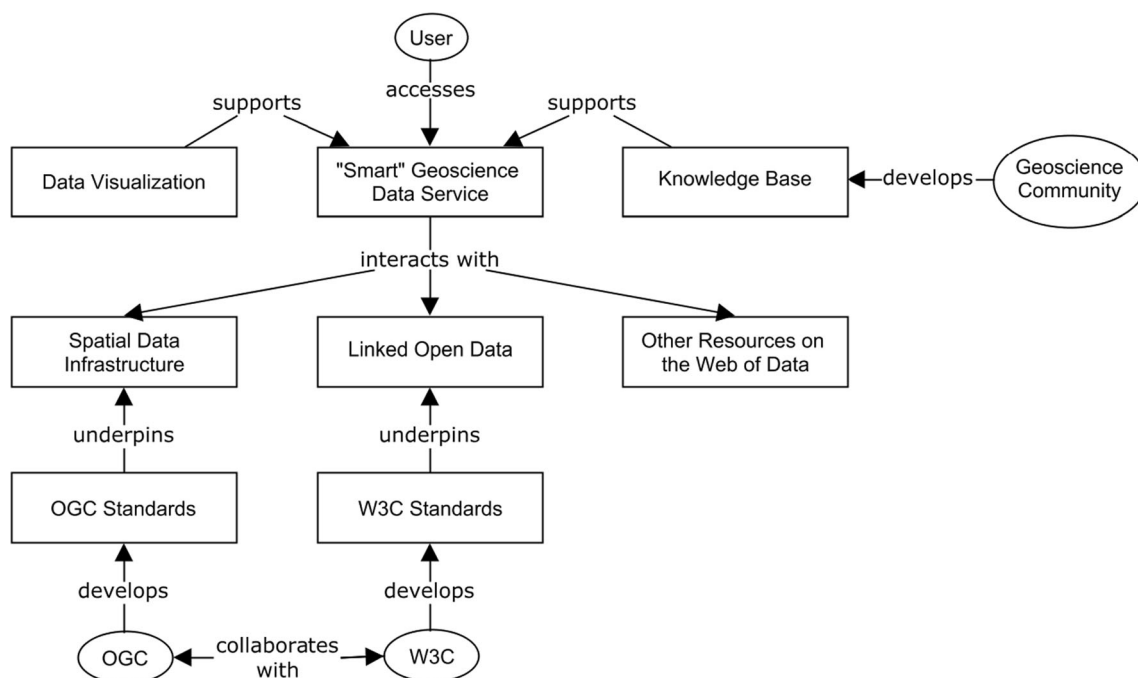 User
accesses
supports
supports
Data Visualization
"Smart" Geoscience
Data Service
Knowledge Base
develops
Geoscience
Community
interacts with
Spatial Data
Infrastructure
Linked Open Data
Other Resources on
the Web of Data
underpins
underpins
OGC Standards
W3C Standards
develops
develops
OGC
collaborates
with
W3C